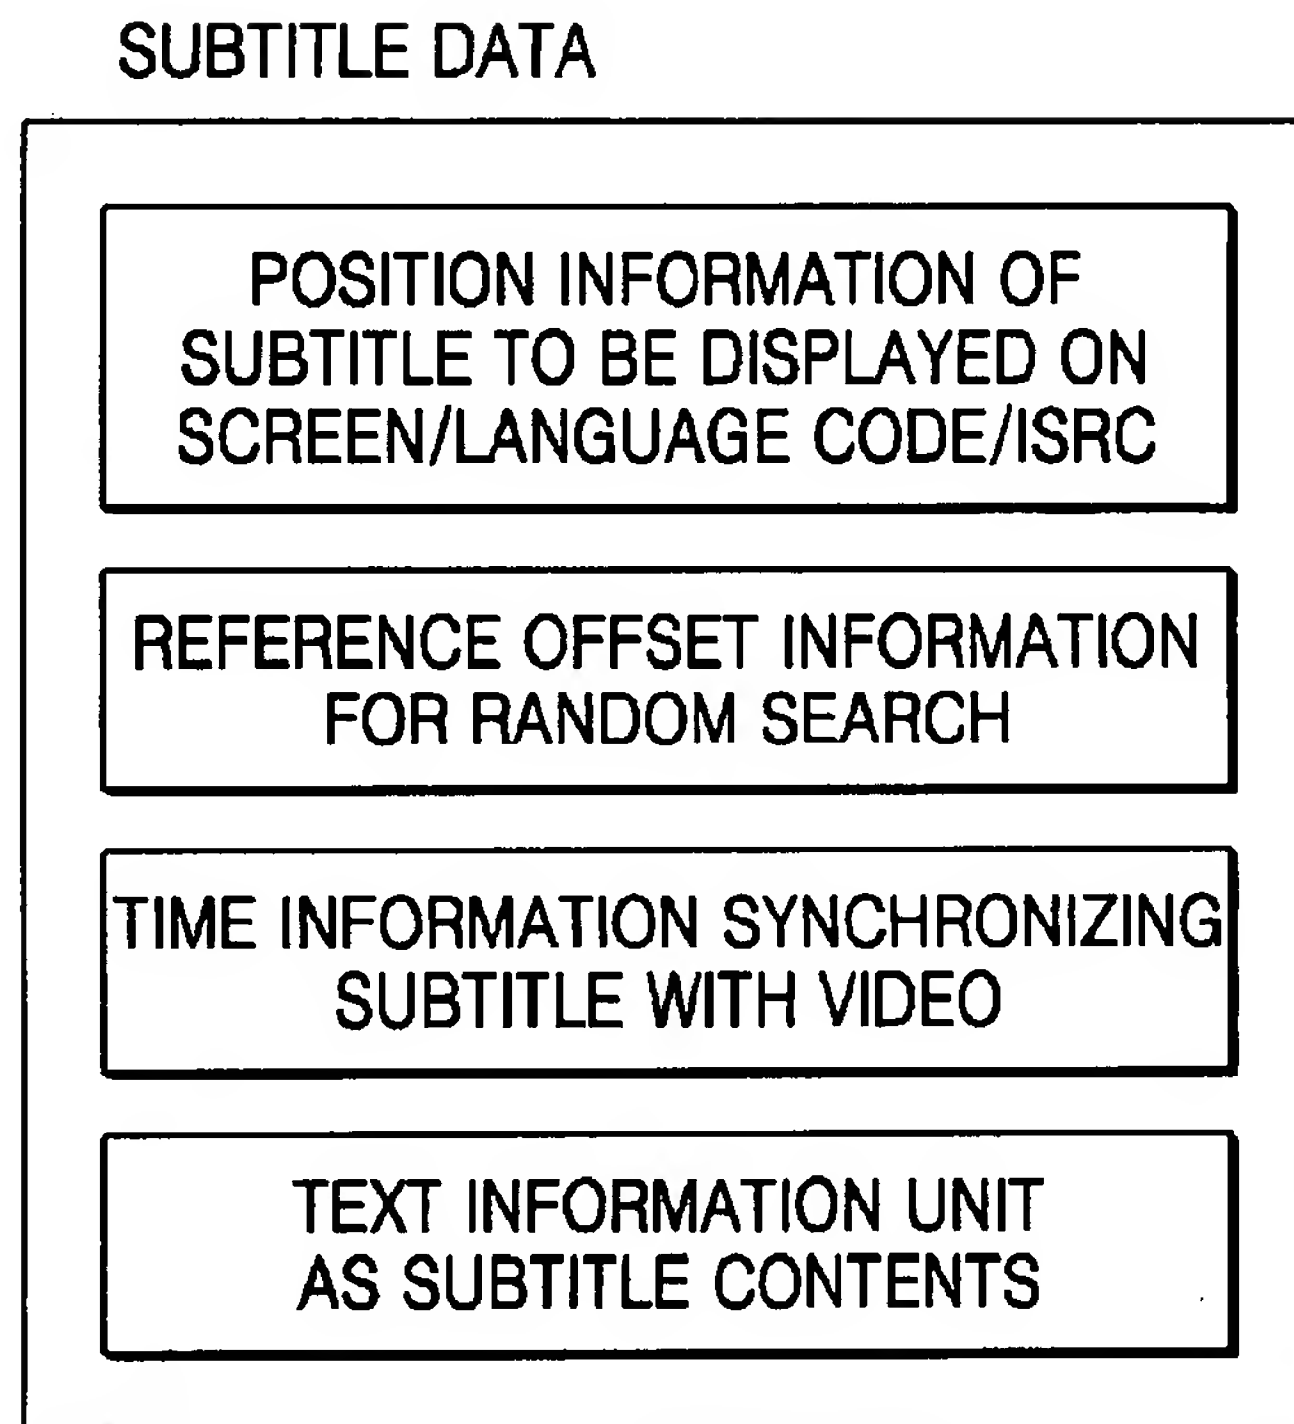 SUBTITLE DATA
POSITION INFORMATION OF
SUBTITLE TO BE DISPLAYED ON
SCREEN/LANGUAGE CODE/ISRC
REFERENCE OFFSET INFORMATION
FOR RANDOM SEARCH
TIME INFORMATION SYNCHRONIZING
SUBTITLE WITH VIDEO
TEXT INFORMATION UNIT
AS SUBTITLE CONTENTS